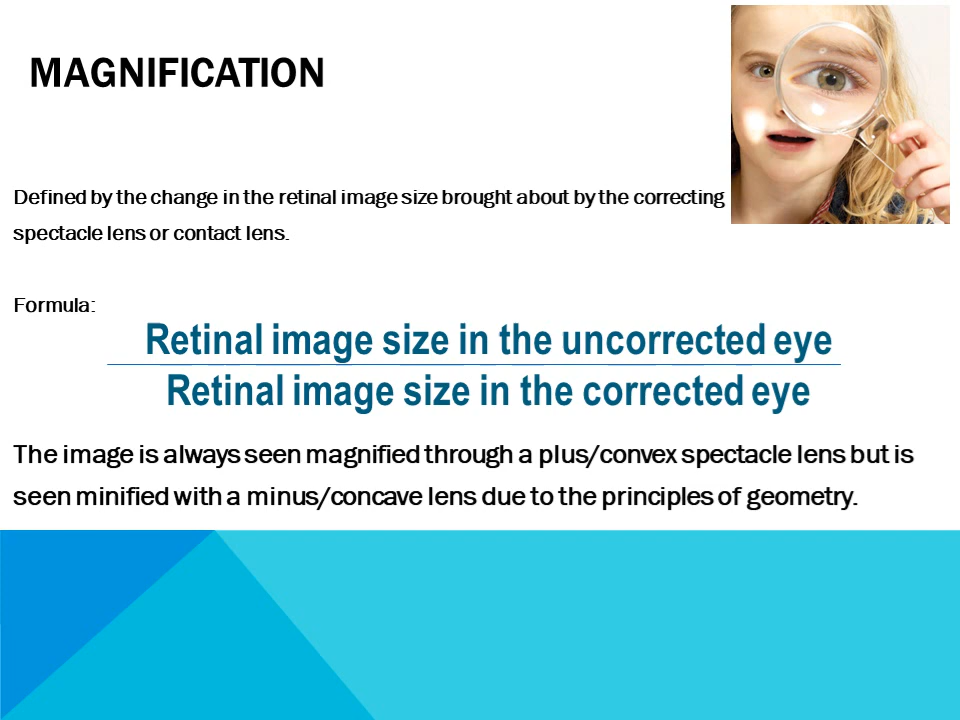 MAGNIFICATION
Defined by the change in the retinal image size brought about by the correcting
spectacle lens or contact lens.
Formula:
Retinal image size in the uncorrected eye
Retinal image size in the corrected eye
The image is always seen magnified through a plus/convex spectacle lens but is
seen minified with a minus/concave lens due to the principles of geometry.